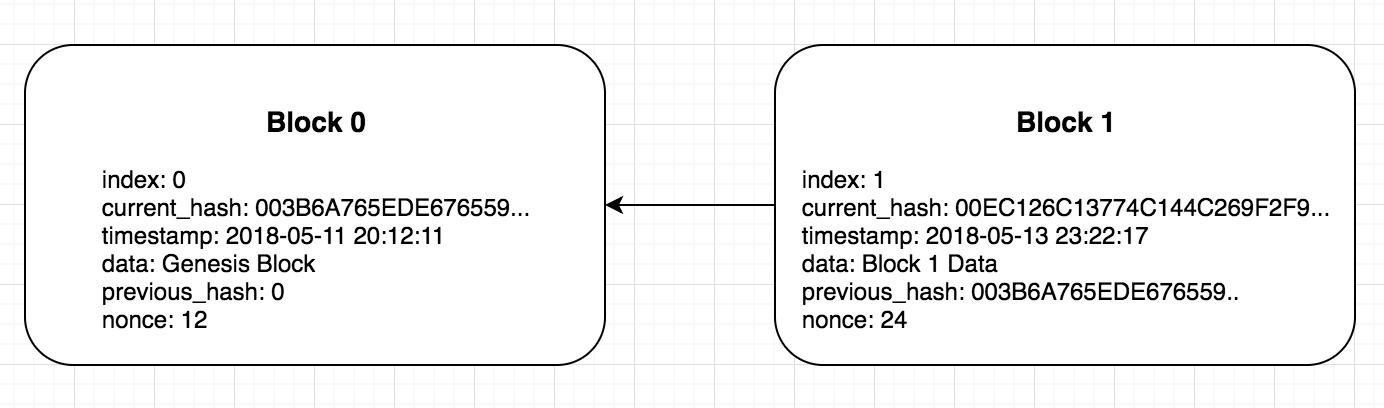 Block 0
index: 0
current_hash: 003B6A765EDE676559...
timestamp: 2018-05-11 20:12:11
data: Genesis Block
previous_hash: 0
nonce: 12
Block 1
index: 1
current_hash: 00EC126C13774C144C269F2F9...
timestamp: 2018-05-13 23:22:17
data: Block 1 Data
previous_hash: 003B6A765EDE676559..
nonce: 24